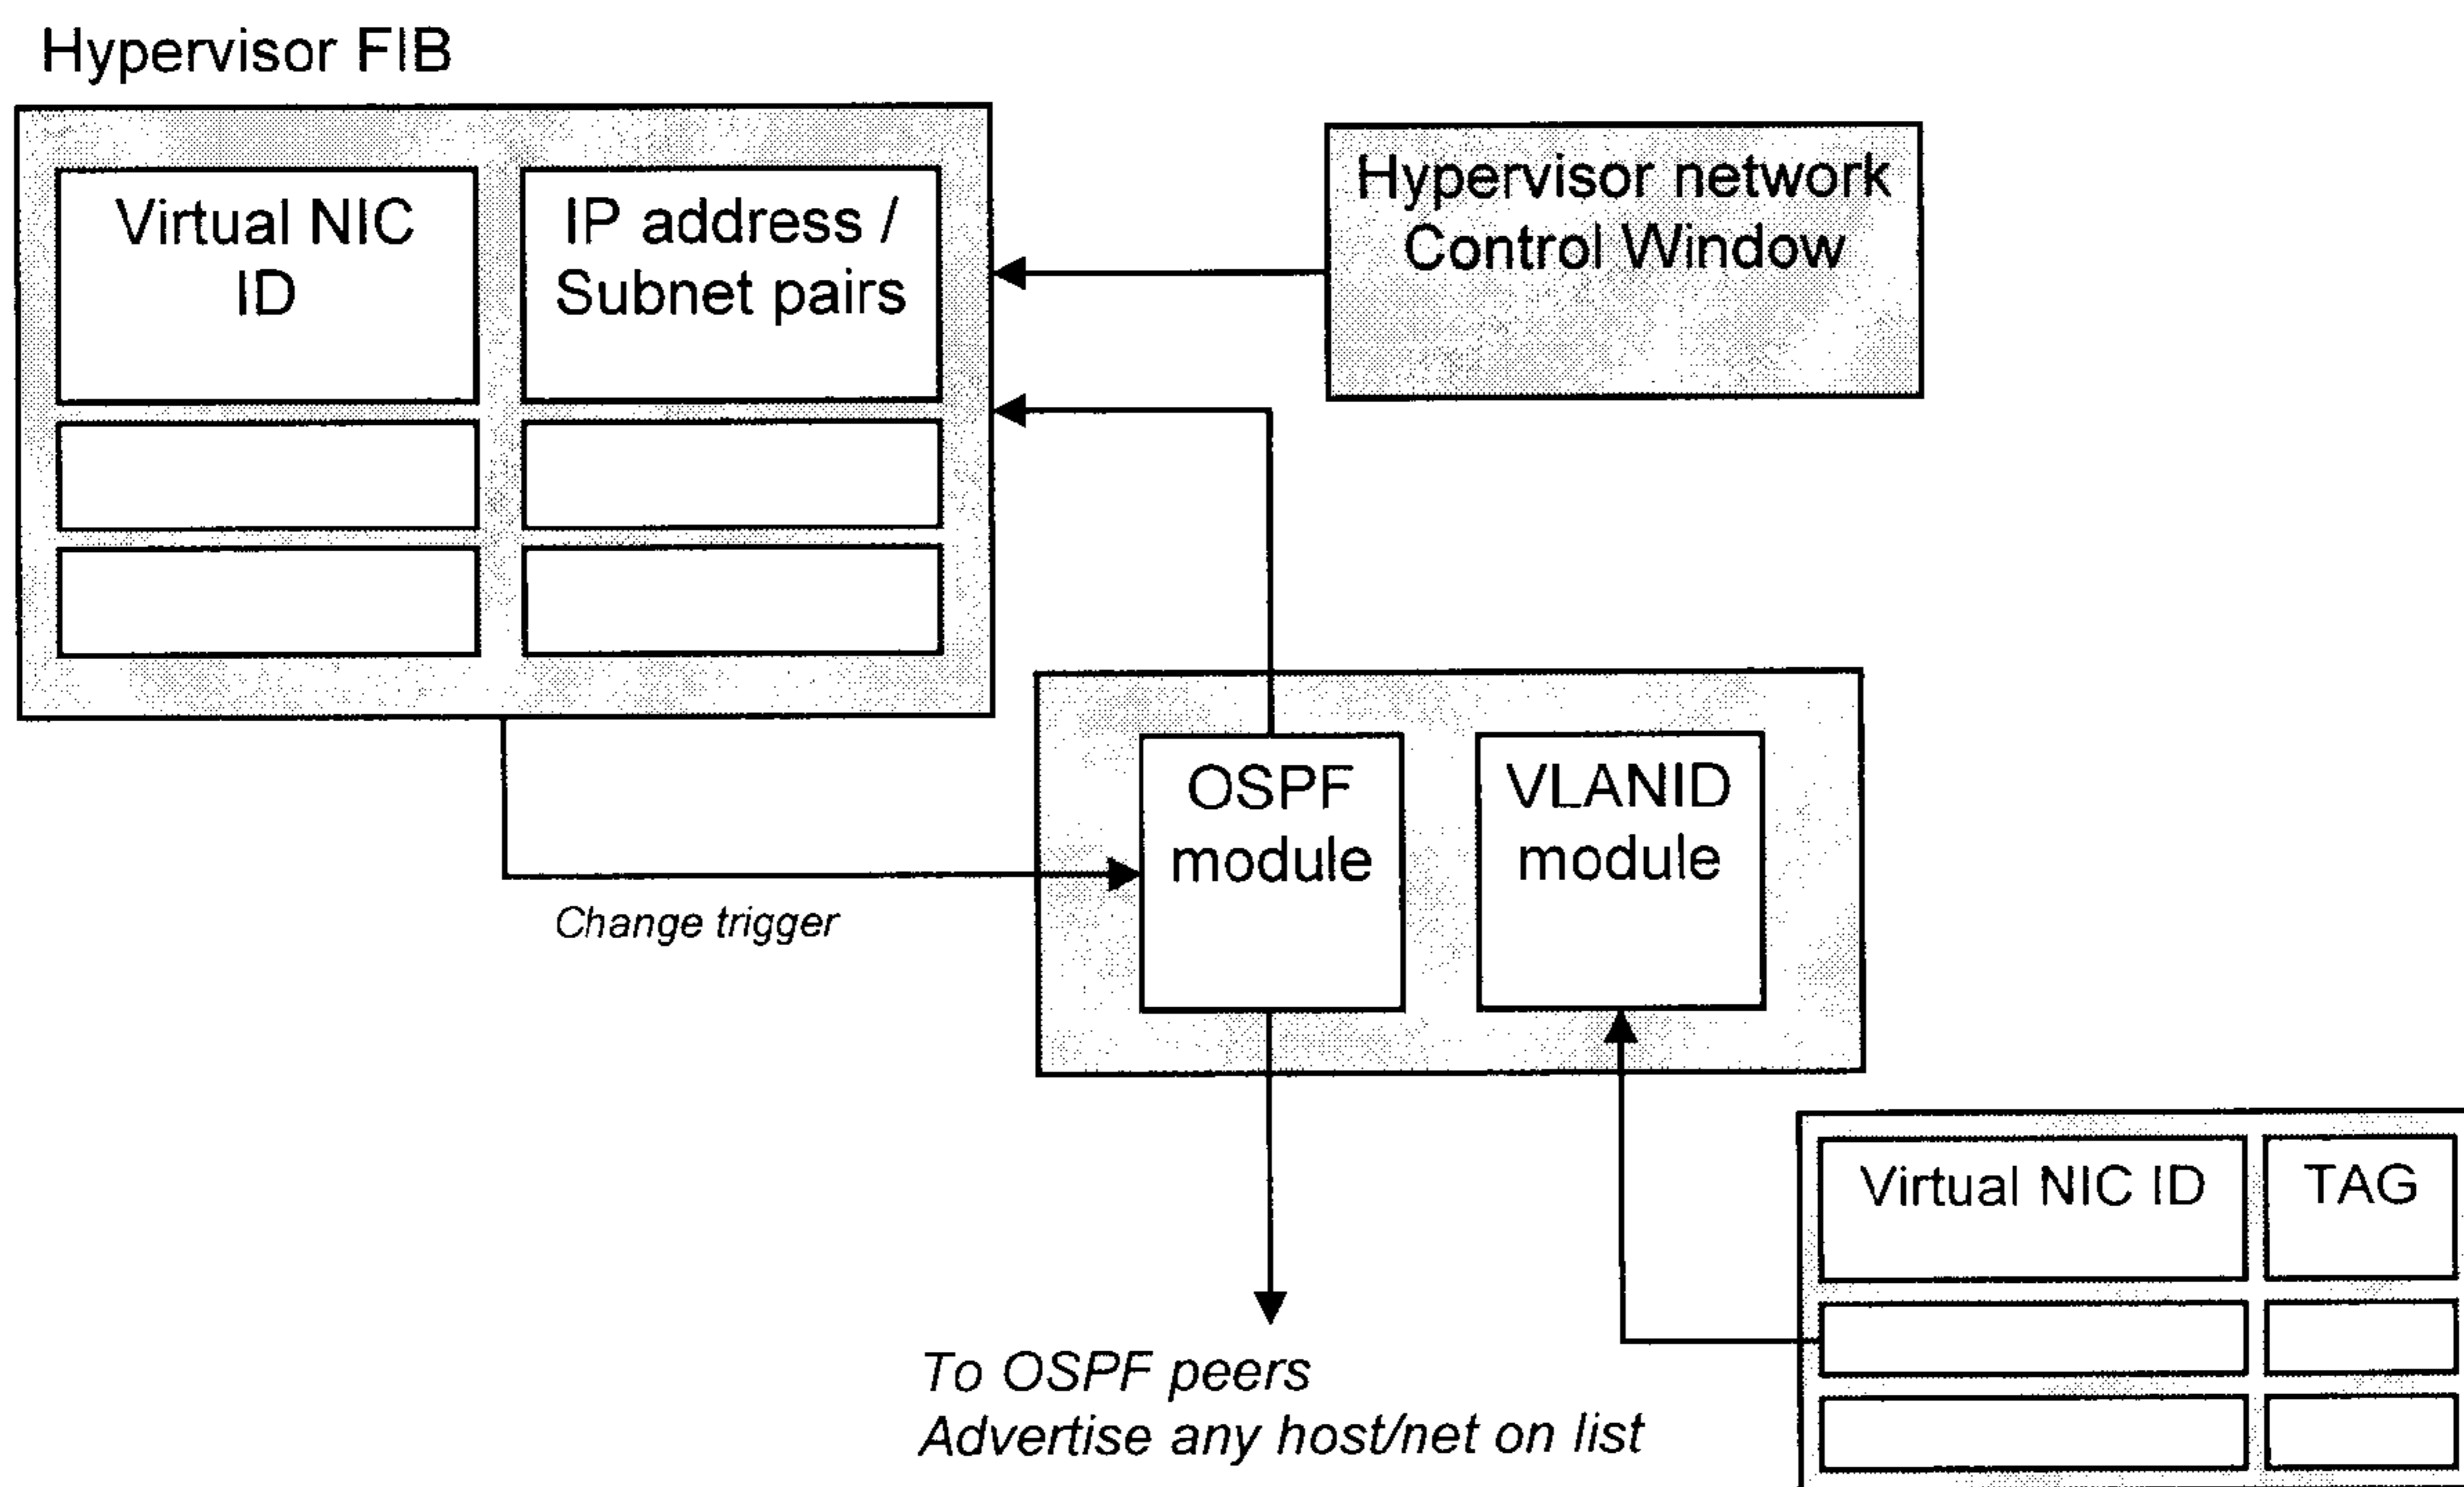 Hypervisor FIB
Virtual NIC
ID
IP address /
Subnet pairs
Hypervisor network
Control Window
OSPF
module
VLANID
module
Change trigger
Virtual NIC ID
TAG
To OSPF peers
Advertise any host/net on list